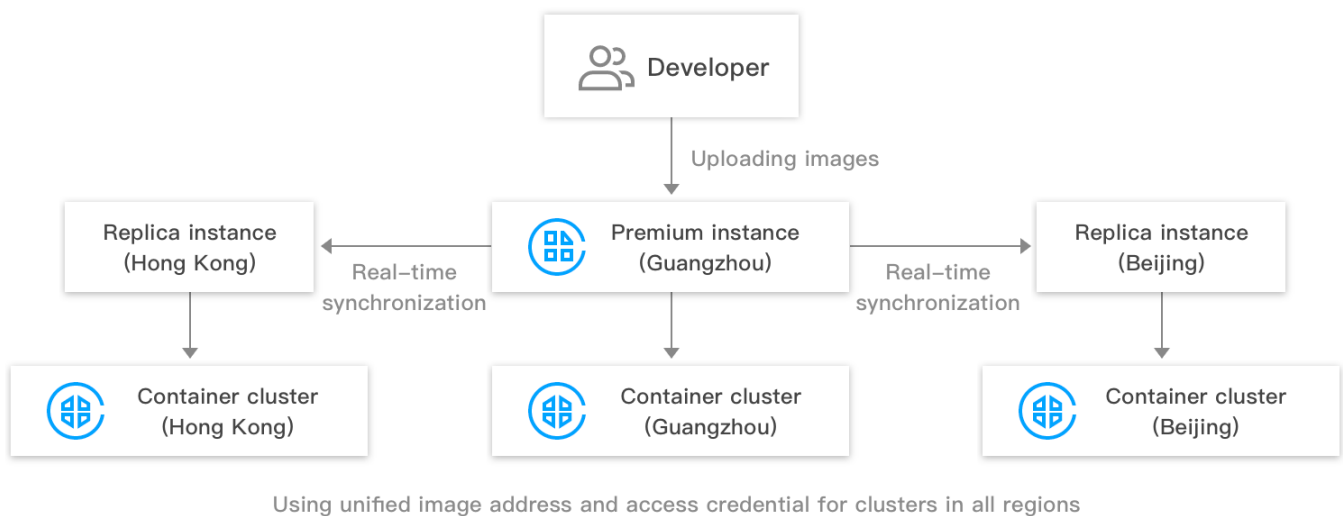 Developer
Uploading images
Replica instance
(Hong Kong)
Real-time
synchronization
Premium instance
(Guangzhou)
Real-time
synchronization
Replica instance
(Beijing)
Container cluster
(Hong Kong)
Container cluster
(Guangzhou)
Container cluster
(Beijing)
Using unified image address and access credential for clusters in all regions